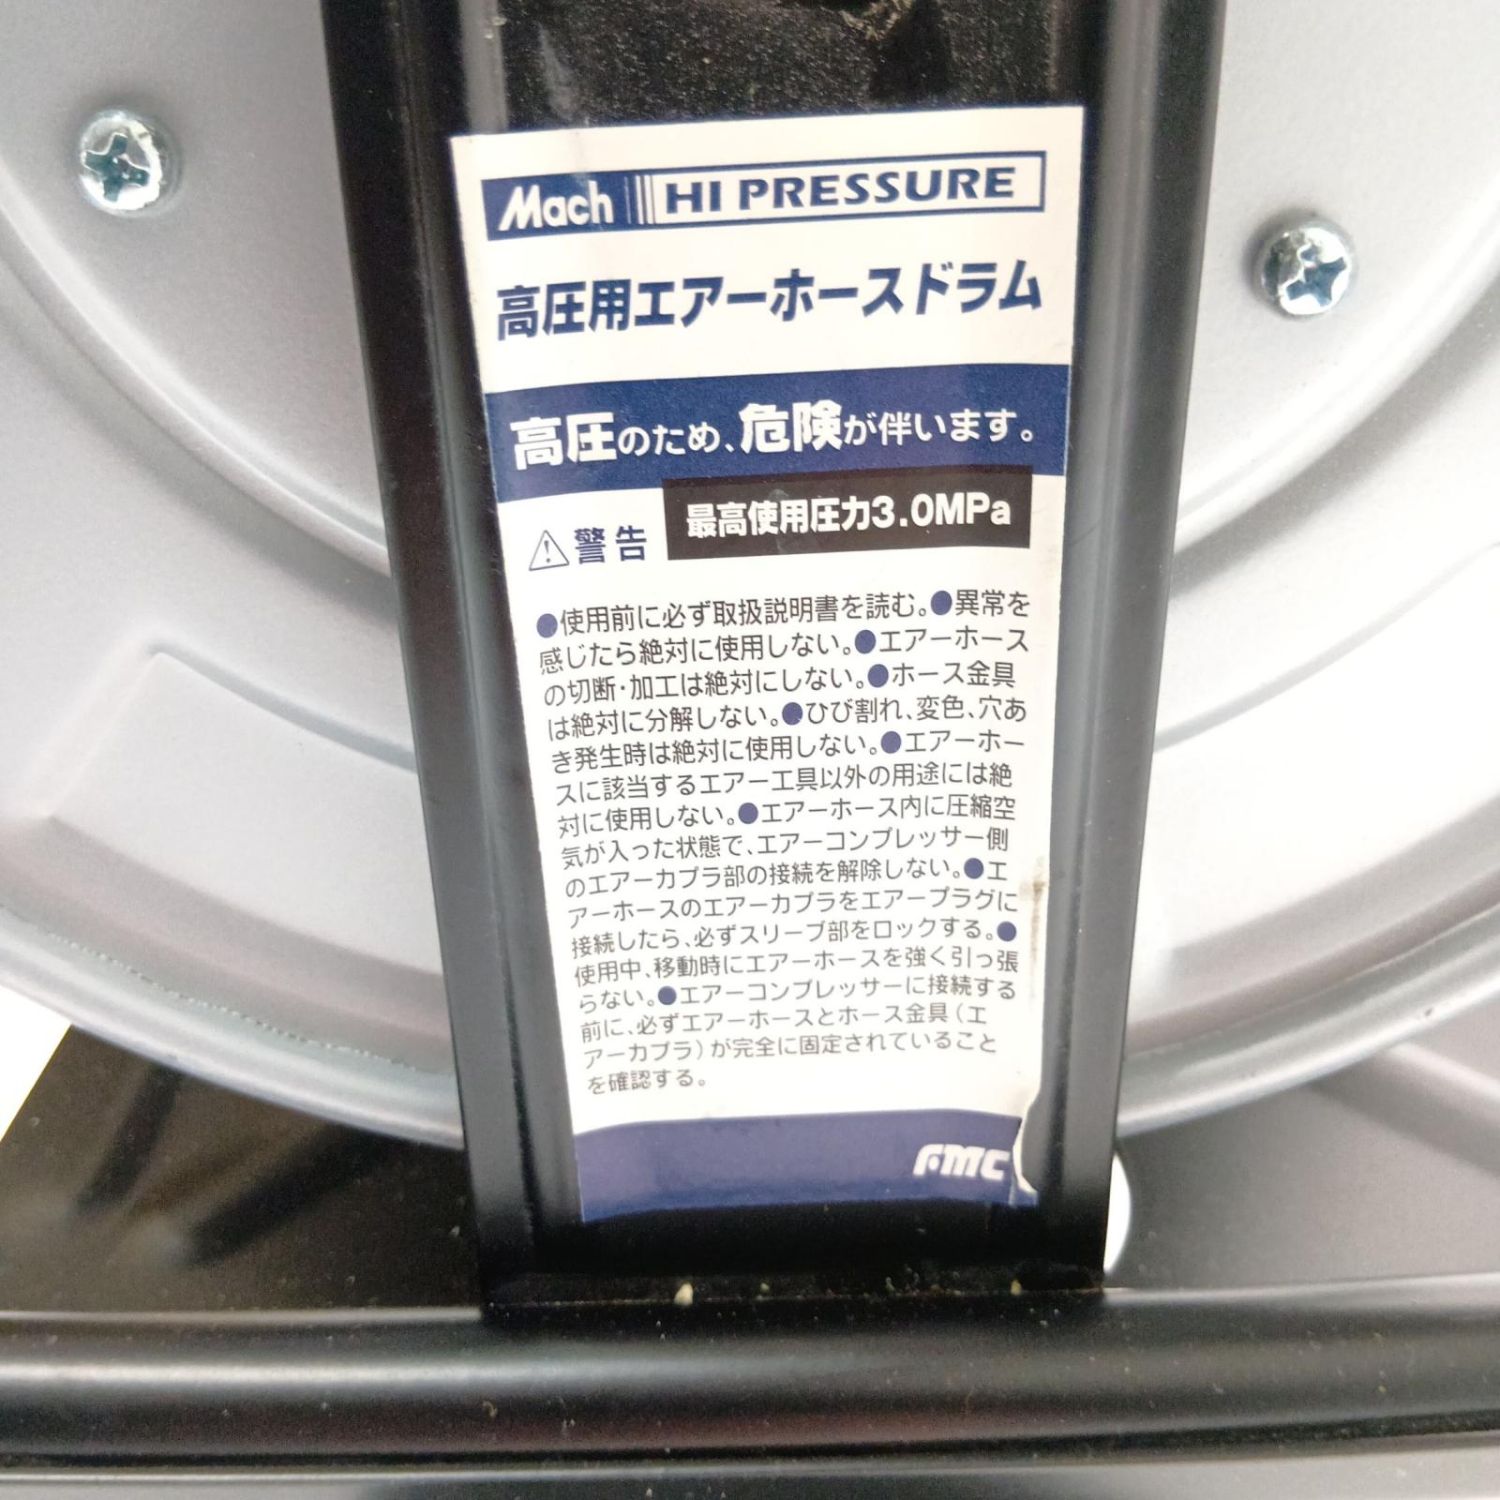 Mach HI PRESSURE
高圧用エアーホースドラム
高圧のため、危険が伴います。
最高使用圧力3.0MPa
警告
●使用前に必ず取扱説明書を読む。●異常を
感じたら絶対に使用しない。●エアーホース
の切断・加工は絶対にしない。●ホース金具
は絶対に分解しない。●ひび割れ、変色、穴あ
き発生時は絶対に使用しない。●エアーホー
スに該当するエアー工具以外の用途には絶
対に使用しない。●エアーホース内に圧縮空
気が入った状態で、エアーコンプレッサー側
のエアーカプラ部の接続を解除しない。●エ
アーホースのエアーカプラをエアープラグに
接続したら、必ずスリーブ部をロックする。●
使用中、移動時にエアーホースを強く引っ張
らない。●エアーコンプレッサーに接続する
前に、必ずエアーホースとホース金具（エ
アーカプラ）が完全に固定されていること
を確認する。
FMC